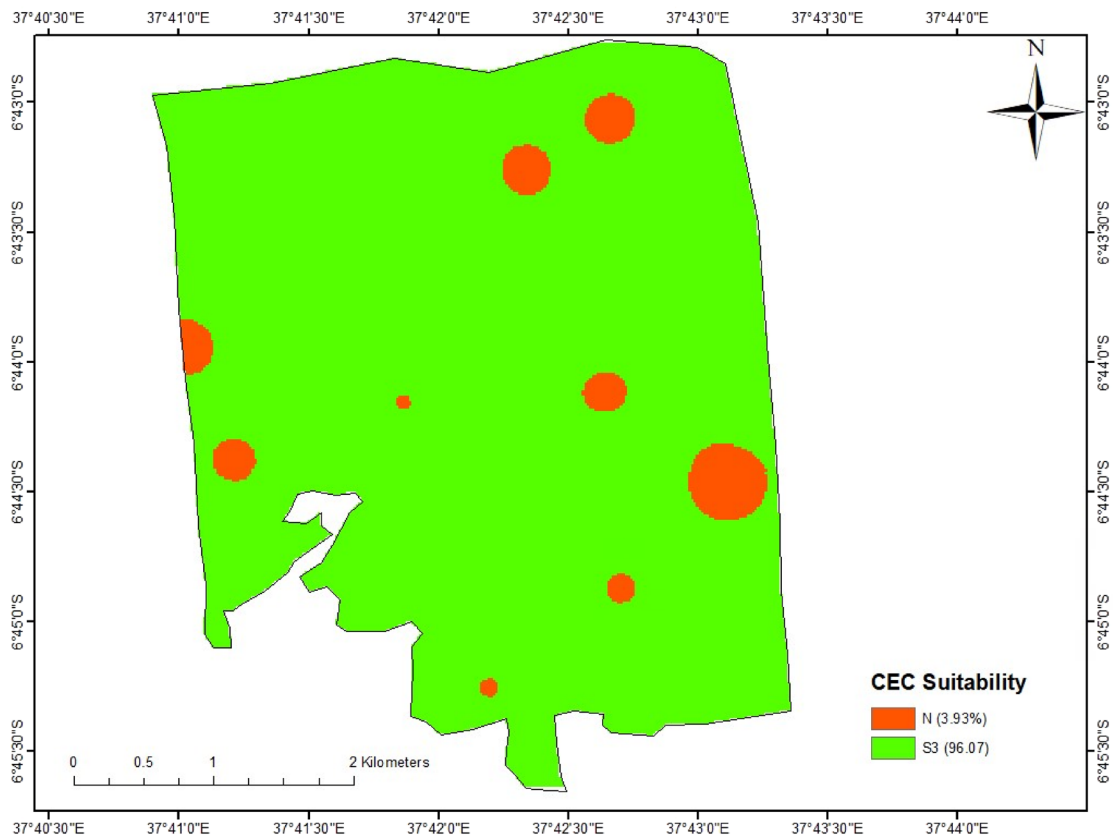 37°40'30"E 37°41'0"E 37°41'30"E 37°42'0"E 37°42'30"E 37°43'0"E 37°43'30"E 37°44'0"E
N
6°43'0"S 6°43'0"S
6°43'30"S 6°43'30"S
6°44'0"S 6°44'0"S
6°44'30"S 6°44'30"S
6°45'0"S 6°45'0"S
CEC Suitability
N (3.93%)
S3 (96.07)
6°45'30"S 6°45'30"S
0 0.5 1 2 Kilometers
37°40'30"E 37°41'0"E 37°41'30"E 37°42'0"E 37°42'30"E 37°43'0"E 37°43'30"E 37°44'0"E